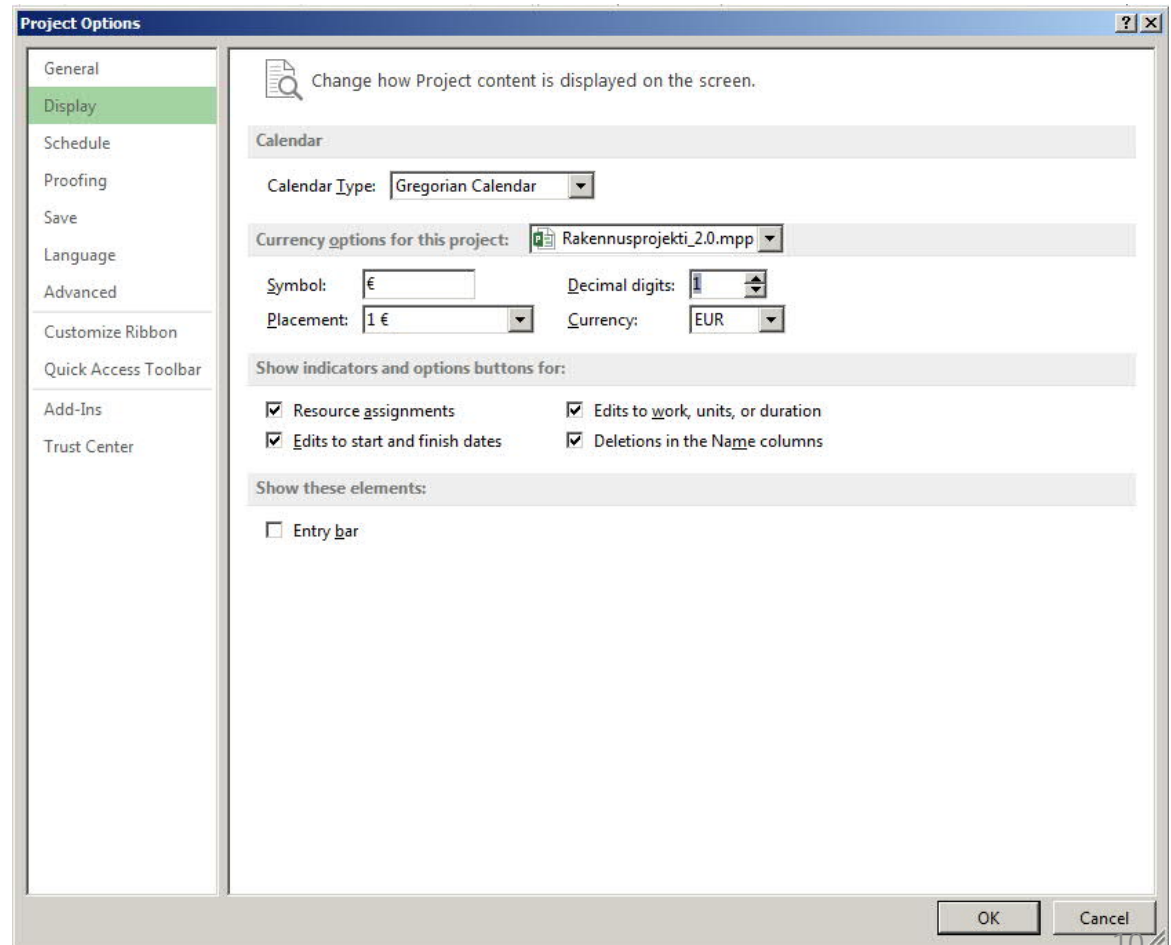 Project Options
General
Display
Schedule
Proofing
Save
Language
Advanced
Customize Ribbon
Quick Access Toolbar
Add-Ins
Trust Center
Change how Project content is displayed on the screen.
Calendar
Calendar Type: Gregorian Calendar
Currency options for this project: Rakennusprojekti_2.0.mpp
Symbol: € Decimal digits: 1
Placement: 1 € Currency: EUR
Show indicators and options buttons for:
Resource assignments Edits to work, units, or duration
Edits to start and finish dates Deletions in the Name columns
Show these elements:
Entry bar
OK Cancel